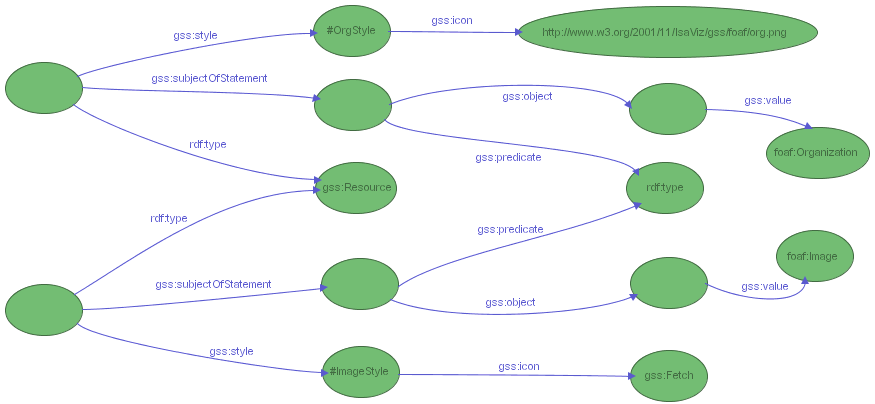 gss:icon
#OrgStyle
http://www.w3.org/2001/11/IsaViz/gss/foaf/org.png
gss:style
gss:subjectOfStatement
gss:object
gss:value
rdf:type
gss:predicate
foaf:Organization
gss:Resource
rdf:type
rdf:type
gss:predicate
foaf:Image
gss:subjectOfStatement
gss:object
gss:value
gss:style
#ImageStyle
gss:icon
gss:Fetch